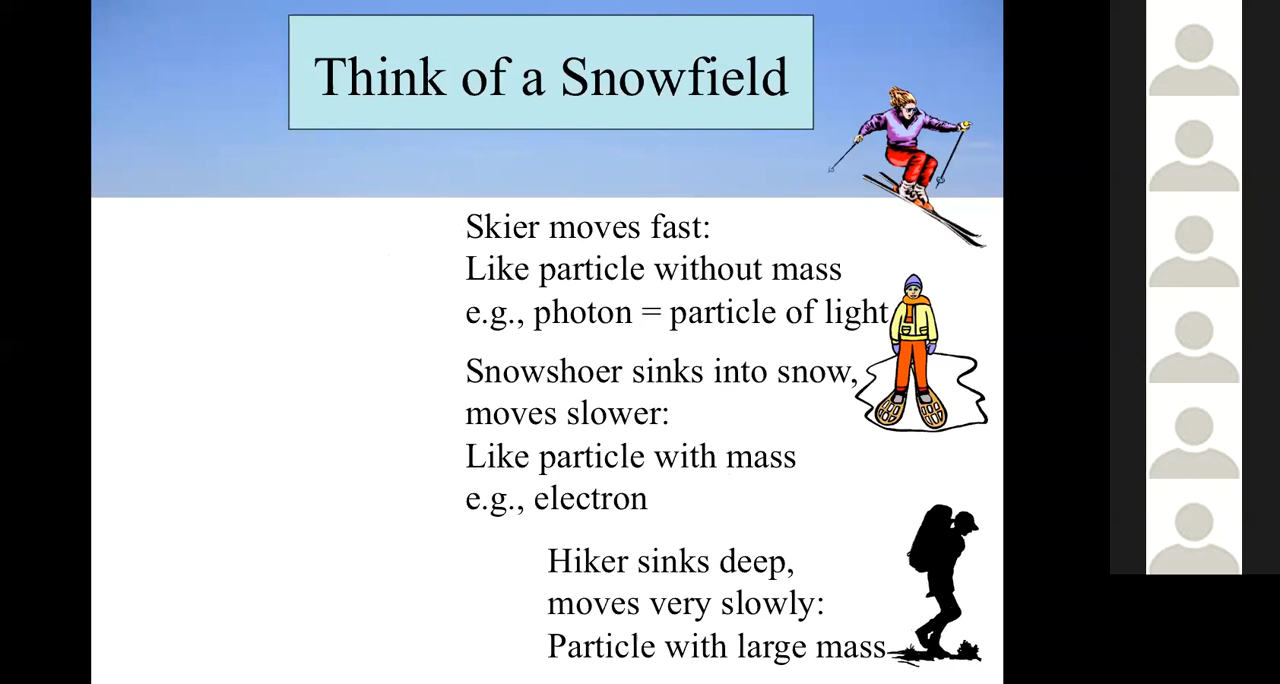 Think of a Snowfield
Skier moves fast:
Like particle without mass
e.g., photon = particle of light
Snowshoer sinks into snow,
moves slower:
Like particle with mass
e.g., electron
Hiker sinks deep,
moves very slowly:
Particle with large mass